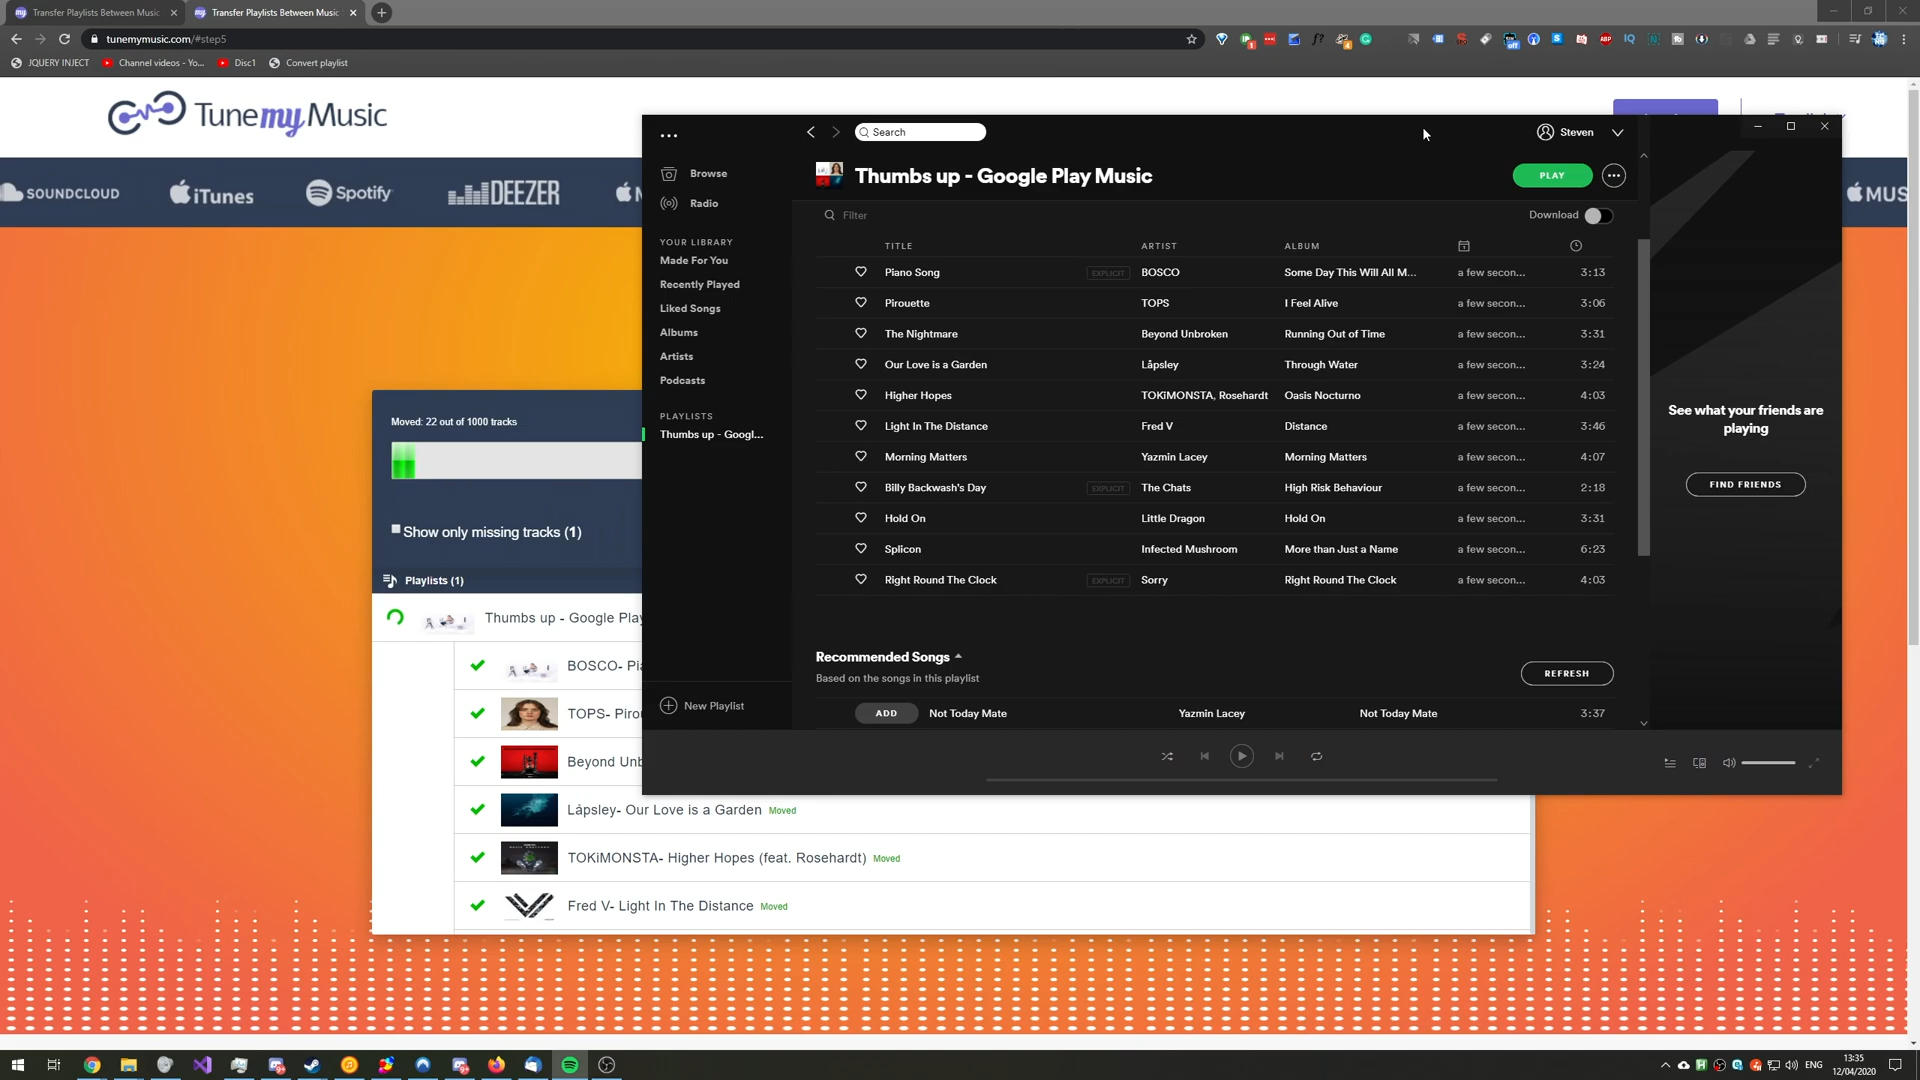 Transfer Playlists Between Music
Transfer Playlists Between Music
tunemymusic.com/#step5
JQUERY INJECT
Channel videos - Yo...
Disc1
Convert playlist
TunemyMusic
SOUNDCLOUD
iTunes
Spotify
DEEZER
MUS
Search
Steven
Browse
Radio
YOUR LIBRARY
Made For You
Recently Played
Liked Songs
Albums
Artists
Podcasts
PLAYLISTS
Thumbs up - Googl...
New Playlist
Thumbs up - Google Play Music
PLAY
Filter
Download
TITLE ARTIST ALBUM
Piano Song EXPLICIT BOSCO Some Day This Will All M... a few secon... 3:13
Pirouette TOPS I Feel Alive a few secon... 3:06
The Nightmare Beyond Unbroken Running Out of Time a few secon... 3:31
Our Love is a Garden Låpsley Through Water a few secon... 3:24
Higher Hopes TOKiMONSTA, Rosehardt Oasis Nocturno a few secon... 4:03
Light In The Distance Fred V Distance a few secon... 3:46
Morning Matters Yazmin Lacey Morning Matters a few secon... 4:07
Billy Backwash's Day EXPLICIT The Chats High Risk Behaviour a few secon... 2:18
Hold On Little Dragon Hold On a few secon... 3:31
Splicon Infected Mushroom More than Just a Name a few secon... 6:23
Right Round The Clock EXPLICIT Sorry Right Round The Clock a few secon... 4:03
Recommended Songs
Based on the songs in this playlist
REFRESH
ADD Not Today Mate Yazmin Lacey Not Today Mate 3:37
See what your friends are
playing
FIND FRIENDS
Moved: 22 out of 1000 tracks
Show only missing tracks (1)
Playlists (1)
Thumbs up - Google Play
BOSCO- Pia
TOPS- Pirou
Beyond Unb
Låpsley- Our Love is a Garden Moved
TOKiMONSTA- Higher Hopes (feat. Rosehardt) Moved
Fred V- Light In The Distance Moved
ENG
13:35
12/04/2020